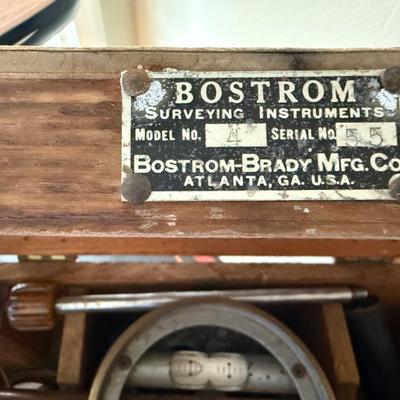 BOSTROM
SURVEYING INSTRUMENTS
MODEL NO. 4 SERIAL NO. 55
BOSTROM-BRADY MFG. CO
ATLANTA, GA. U.S.A.